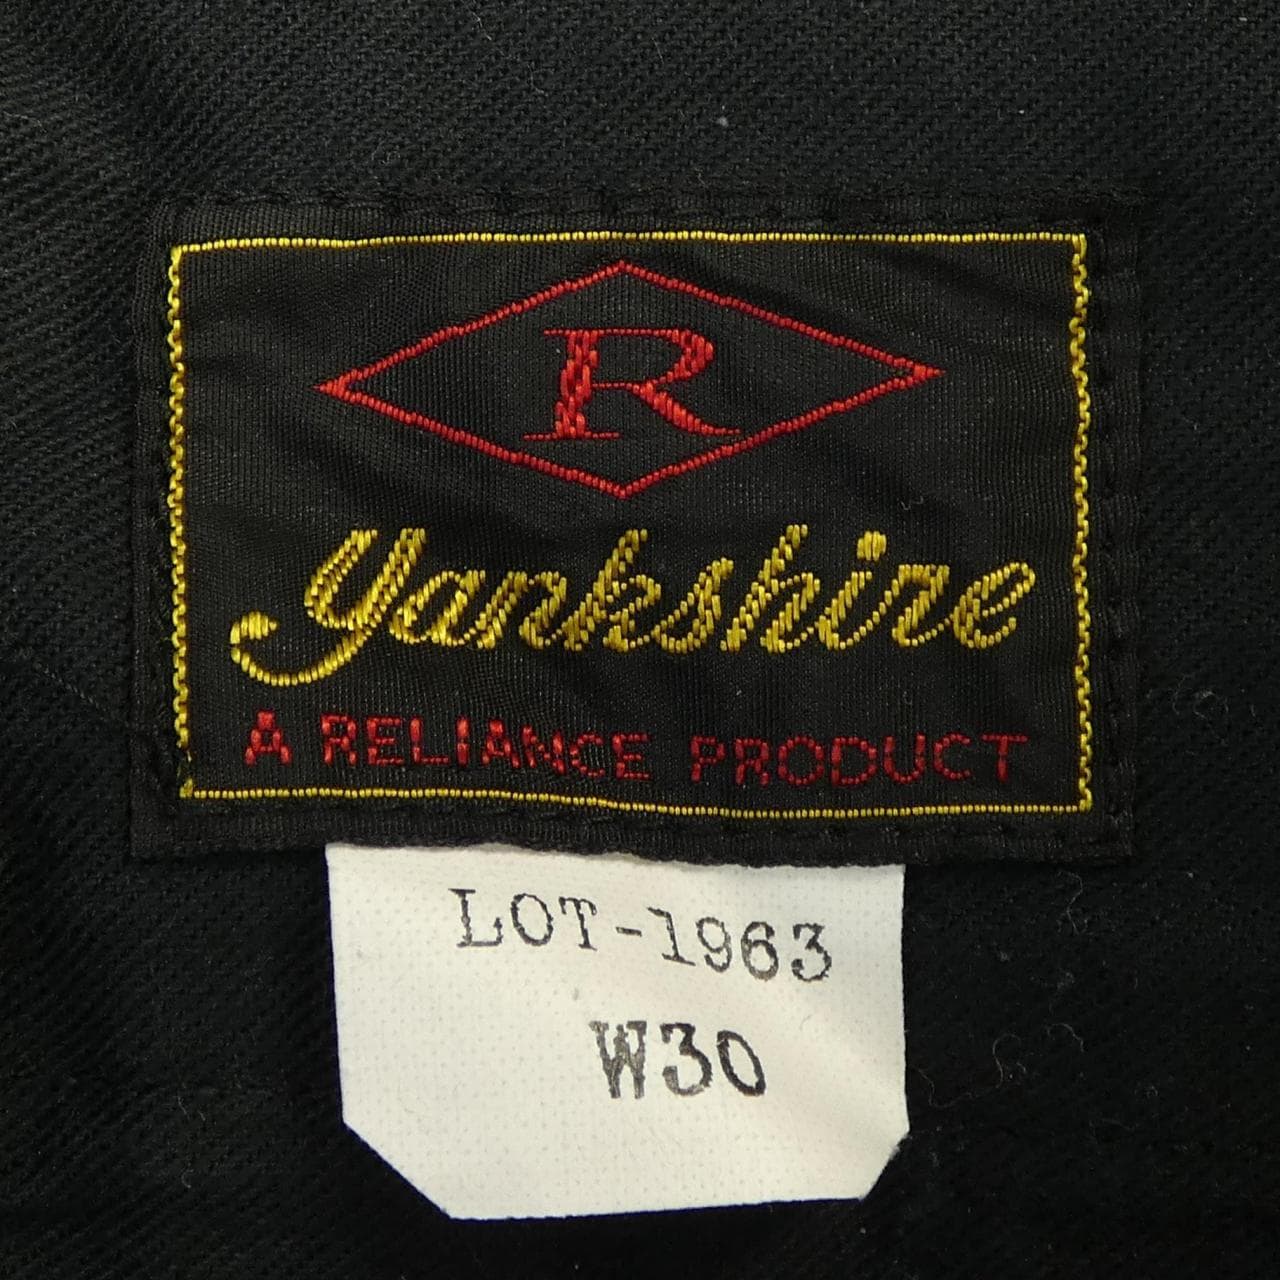 R
Yankshire
A RELIANCE PRODUCT
LOT-1963
W30